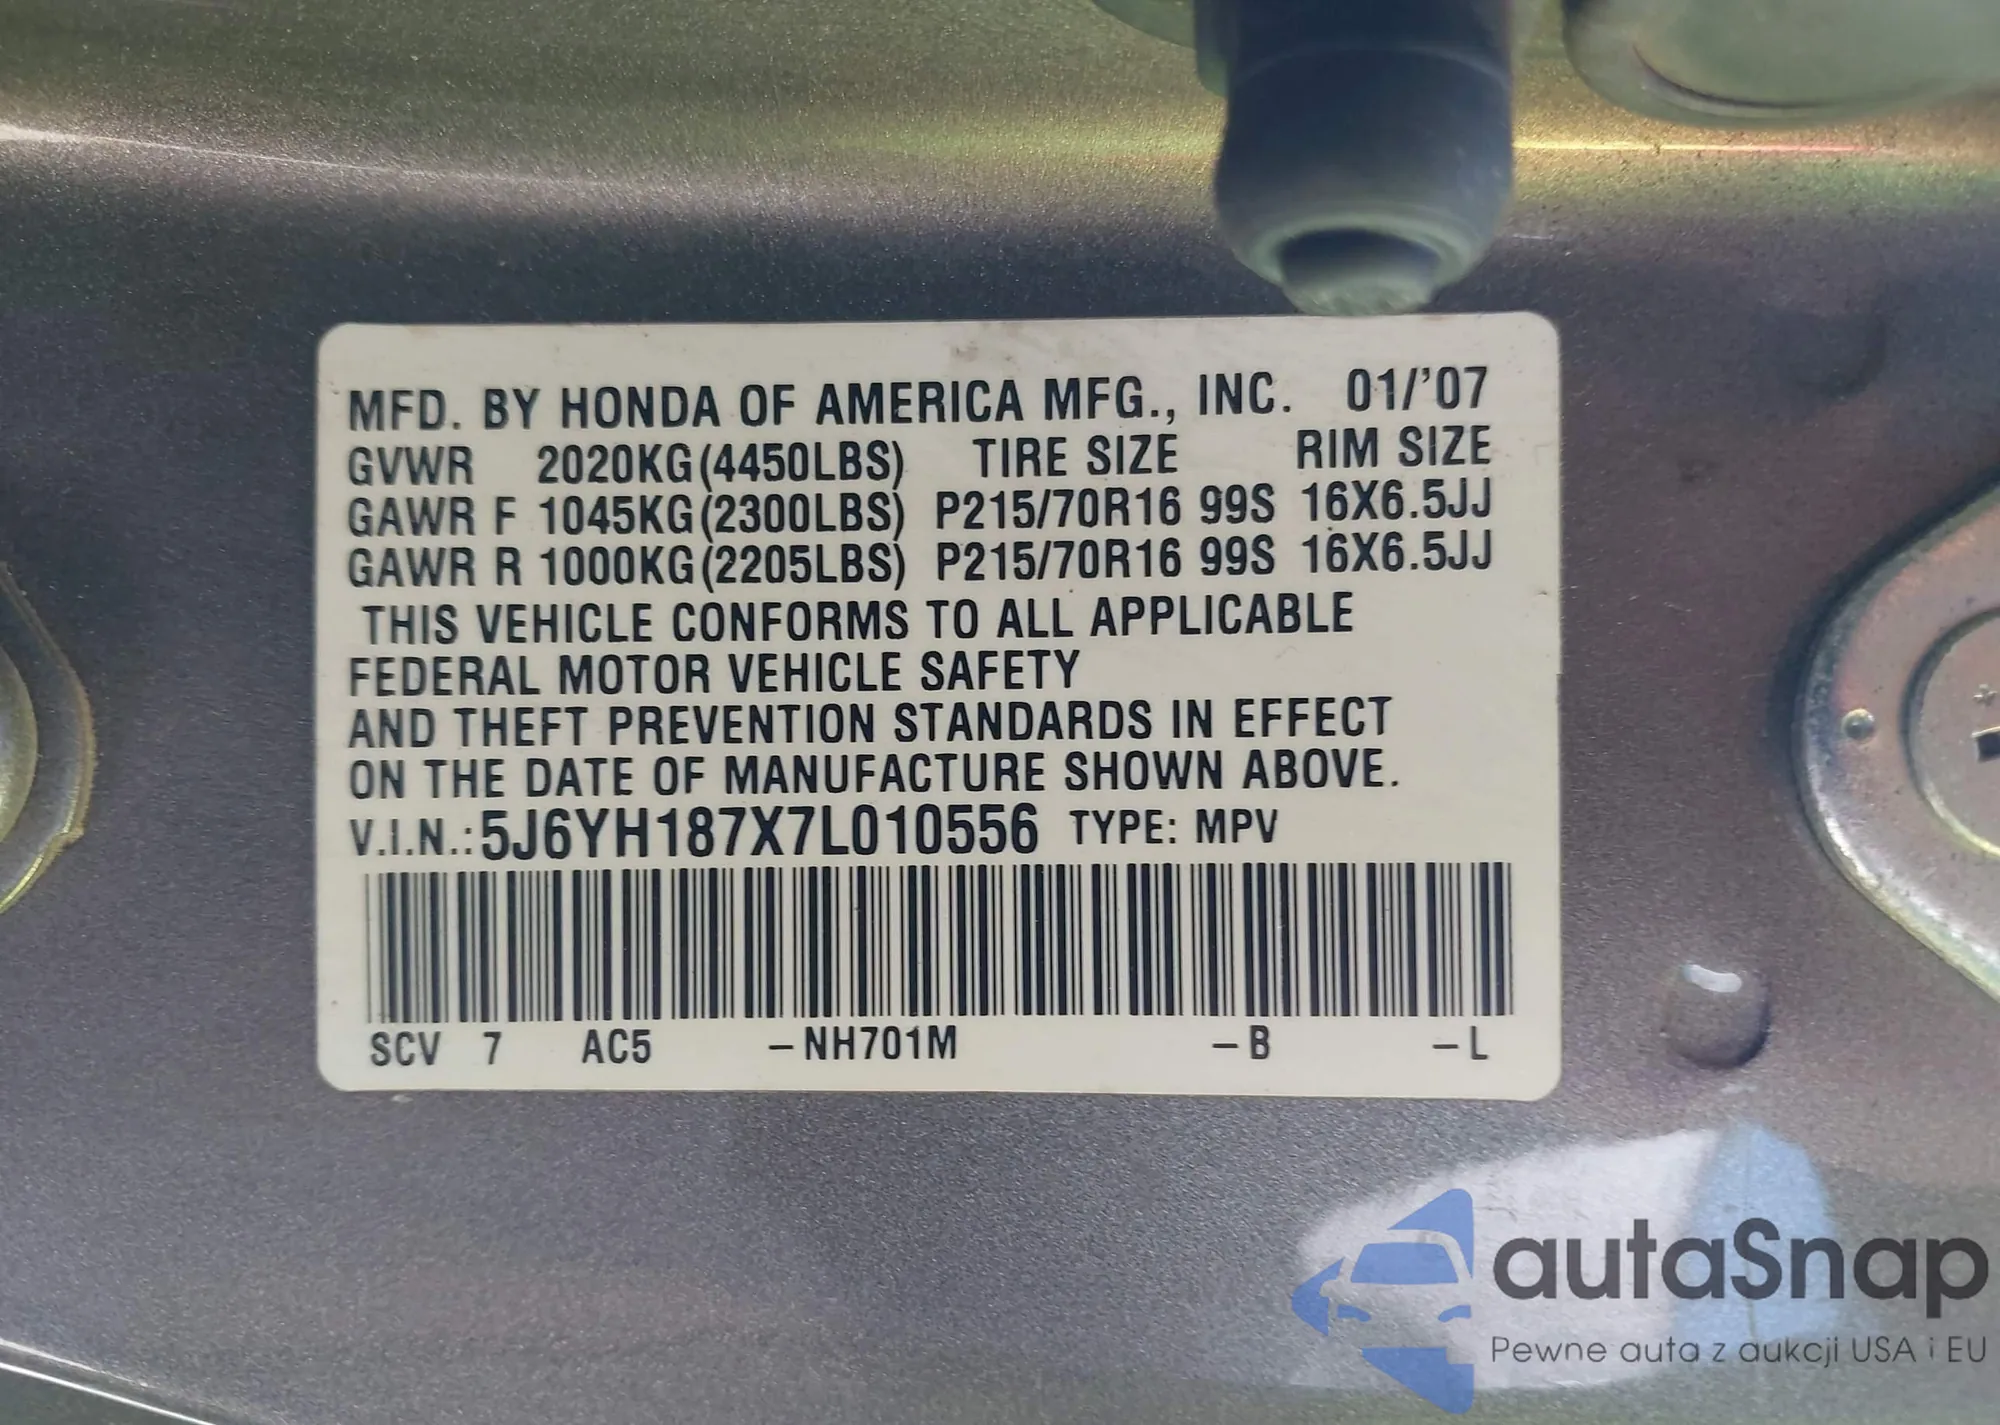 MFD. BY HONDA OF AMERICA MFG., INC. 01/'07
GVWR 2020KG(4450LBS) TIRE SIZE RIM SIZE
GAWR F 1045KG(2300LBS) P215/70R16 99S 16X6.5JJ
GAWR R 1000KG(2205LBS) P215/70R16 99S 16X6.5JJ
THIS VEHICLE CONFORMS TO ALL APPLICABLE
FEDERAL MOTOR VEHICLE SAFETY
AND THEFT PREVENTION STANDARDS IN EFFECT
ON THE DATE OF MANUFACTURE SHOWN ABOVE.
V.I.N.:5J6YH187X7L010556 TYPE: MPV
SCV 7 AC5 –NH701M –B –L
autaSnap
Pewne auta z aukcji USA i EU